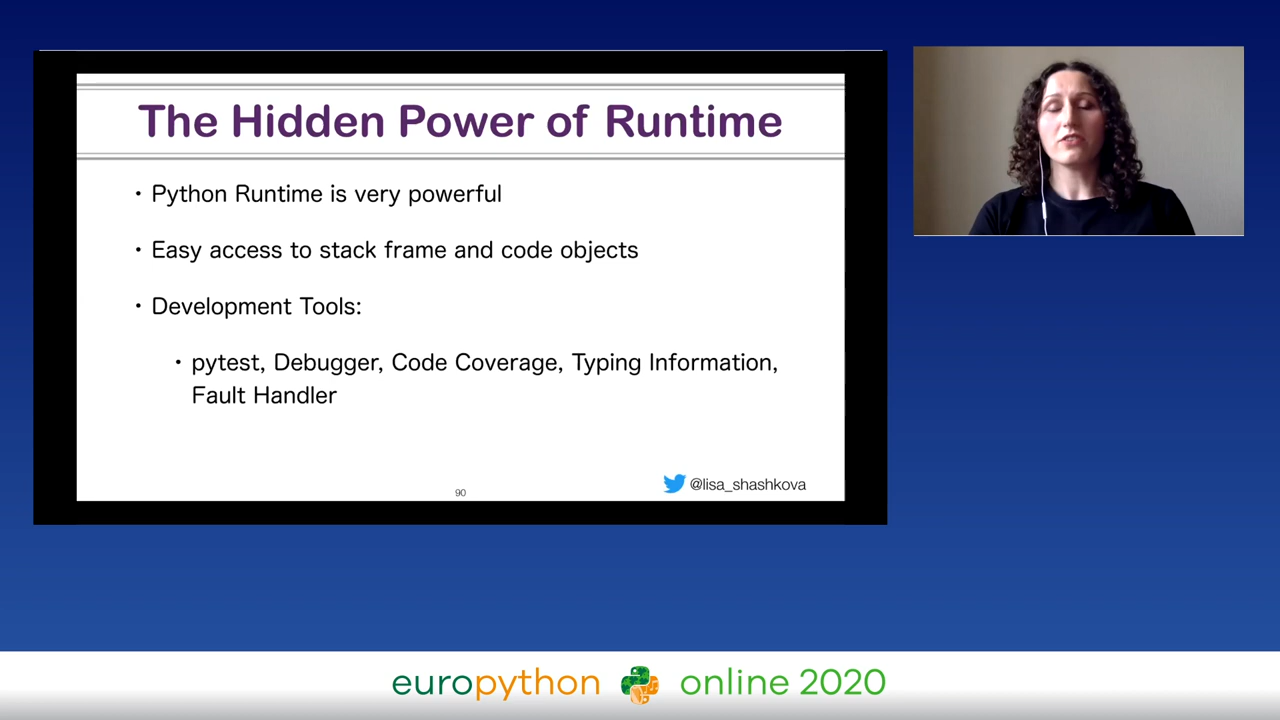 The Hidden Power of Runtime
• Python Runtime is very powerful
• Easy access to stack frame and code objects
• Development Tools:
• pytest, Debugger, Code Coverage, Typing Information,
Fault Handler
90
@lisa_shashkova
europython online 2020